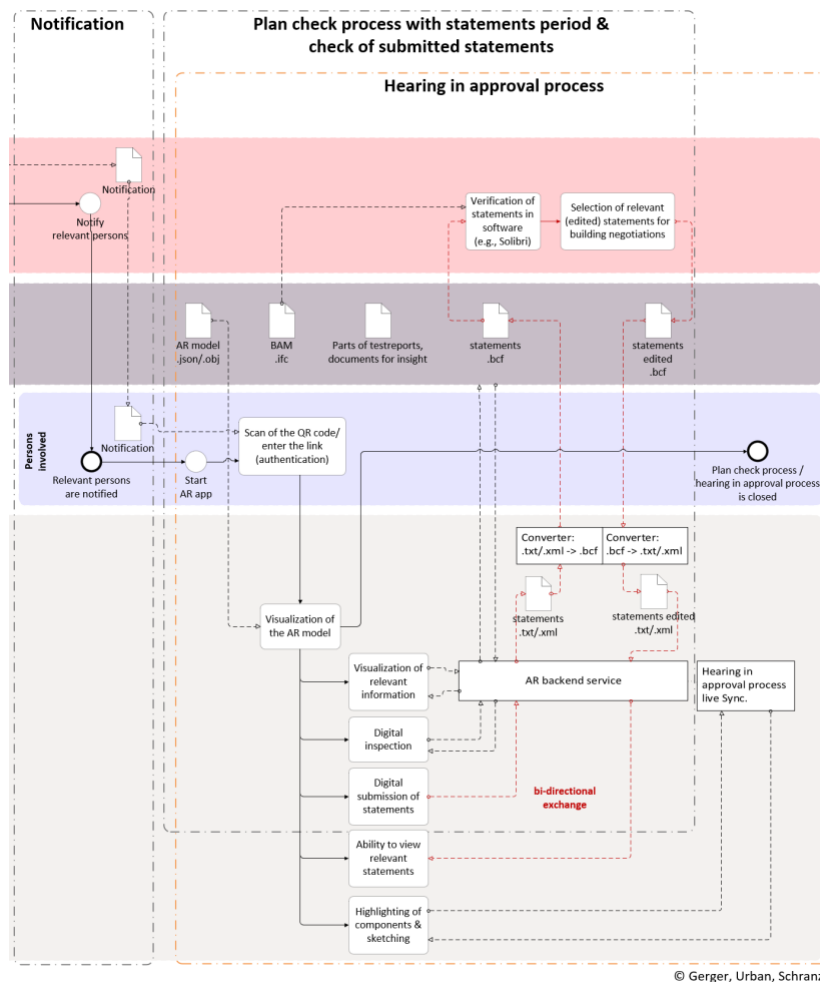 Notification
Plan check process with statements period &
check of submitted statements
Hearing in approval process
Notification
Notify
relevant persons
Verification of
statements in
software
(e.g., Solibri)
Selection of relevant
(edited) statements for
building negotiations
AR model
.json/.obj
BAM
.ifc
Parts of testreports,
documents for insight
statements
.bcf
statements
edited
.bcf
Persons
involved
Notification
Relevant persons
are notified
Start
AR app
Scan of the QR code/
enter the link
(authentication)
Plan check process /
hearing in approval process
is closed
Converter:
.txt/.xml -> .bcf
Converter:
.bcf -> .txt/.xml
statements
.txt/.xml
statements edited
.txt/.xml
Visualization of
the AR model
Visualization of
relevant
information
AR backend service
Hearing in
approval process
live Sync.
Digital
inspection
Digital
submission of
statements
bi-directional
exchange
Ability to view
relevant
statements
Highlighting of
components &
sketching
© Gerger, Urban, Schranz